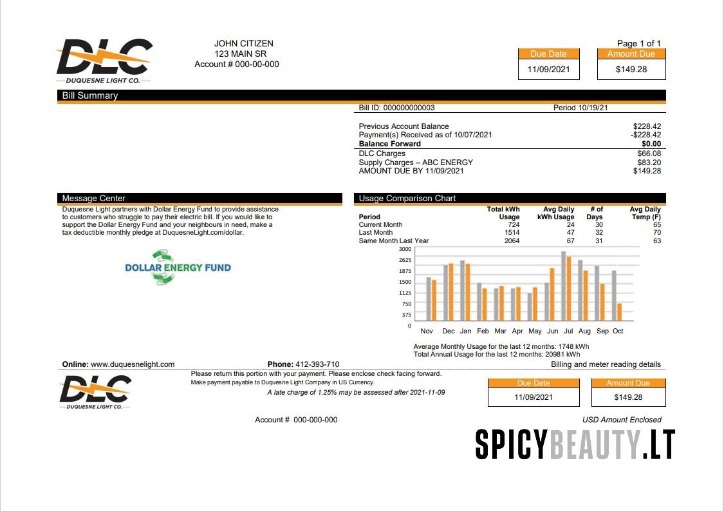 DLC
DUQUESNE LIGHT CO.
JOHN CITIZEN
123 MAIN SR
Account # 000-00-000
Page 1 of 1
Due Date Amount Due
11/09/2021 $149.28
Bill Summary
Bill ID: 000000000003 Period 10/19/21
Previous Account Balance $228.42
Payment(s) Received as of 10/07/2021 -$228.42
Balance Forward $0.00
DLC Charges $66.08
Supply Charges – ABC ENERGY $83.20
AMOUNT DUE BY 11/09/2021 $149.28
Message Center
Duquesne Light partners with Dollar Energy Fund to provide assistance
to customers who struggle to pay their electric bill. If you would like to
support the Dollar Energy Fund and your neighbours in need, make a
tax deductible monthly pledge at DuquesneLight.com/dollar.
DOLLAR ENERGY FUND
Usage Comparison Chart
Period Total kWh Usage Avg Daily kWh Usage # of Days Avg Daily Temp (F)
Current Month 724 24 30 65
Last Month 1514 47 32 70
Same Month Last Year 2064 67 31 63
3000
2625
1875
1500
1125
750
375
0
Nov Dec Jan Feb Mar Apr May Jun Jul Aug Sep Oct
Average Monthly Usage for the last 12 months: 1748 kWh
Total Annual Usage for the last 12 months: 20981 kWh
Online: www.duquesnelight.com Phone: 412-393-710 Billing and meter reading details
DLC
DUQUESNE LIGHT CO.
Please return this portion with your payment. Please enclose check facing forward.
Make payment payable to Duquesne Light Company in US Currency.
A late charge of 1.25% may be assessed after 2021-11-09
Due Date Amount Due
11/09/2021 $149.28
Account # 000-000-000
USD Amount Enclosed
SPICYBEAUTY.LT